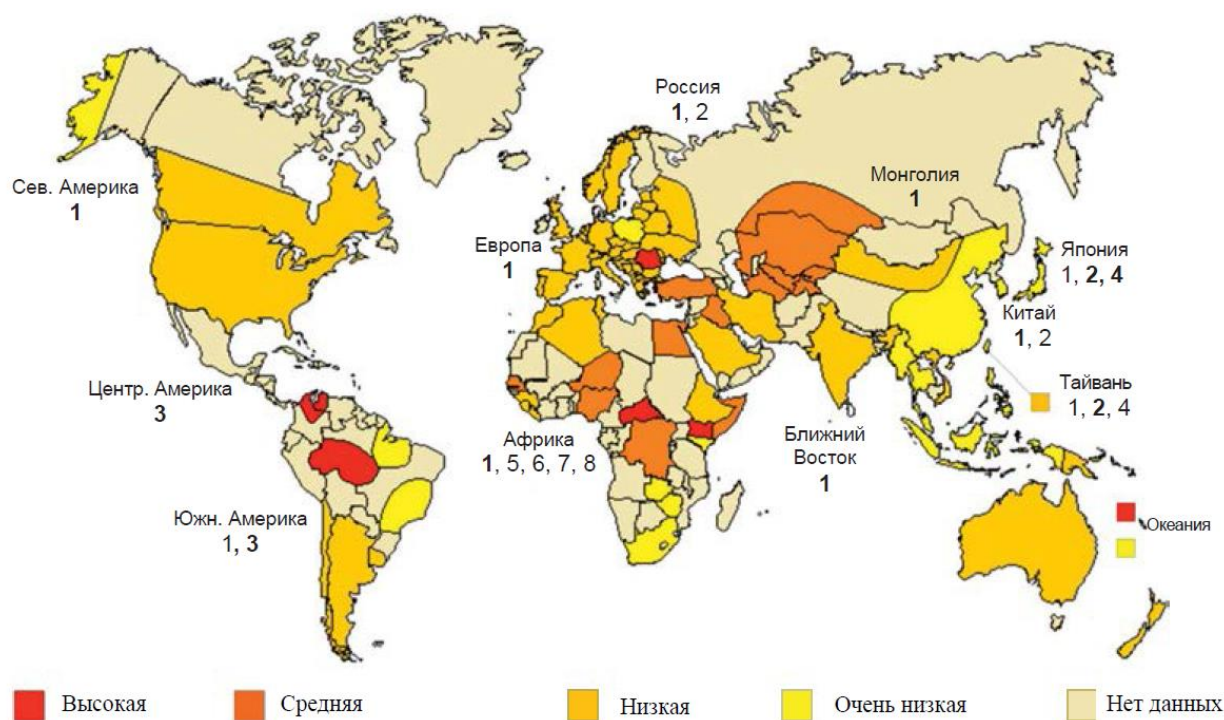 Россия
1, 2
Сев. Америка
1
Монголия
1
Европа
1
Япония
1, 2, 4
Китай
1, 2
Центр. Америка
3
Тайвань
1, 2, 4
Африка
1, 5, 6, 7, 8
Ближний
Восток
1
Южн. Америка
1, 3
Океания
Высокая
Средняя
Низкая
Очень низкая
Нет данных